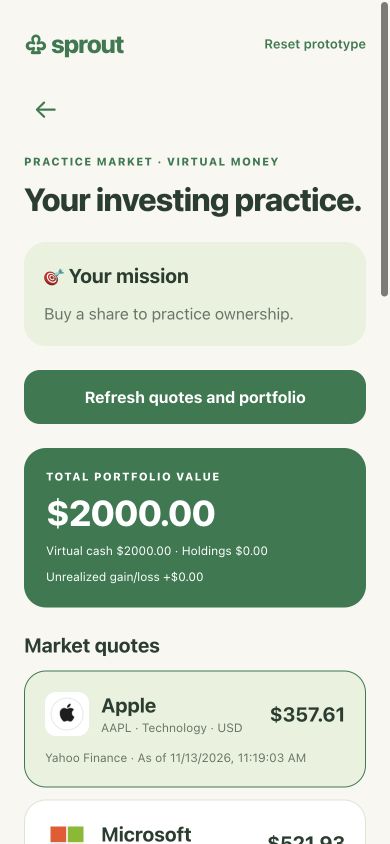 sprout
Reset prototype
PRACTICE MARKET · VIRTUAL MONEY
Your investing practice.
Your mission
Buy a share to practice ownership.
Refresh quotes and portfolio
TOTAL PORTFOLIO VALUE
$2000.00
Virtual cash $2000.00 · Holdings $0.00
Unrealized gain/loss +$0.00
Market quotes
Apple
$357.61
AAPL · Technology · USD
Yahoo Finance · As of 11/13/2026, 11:19:03 AM
Microsoft
$521.93